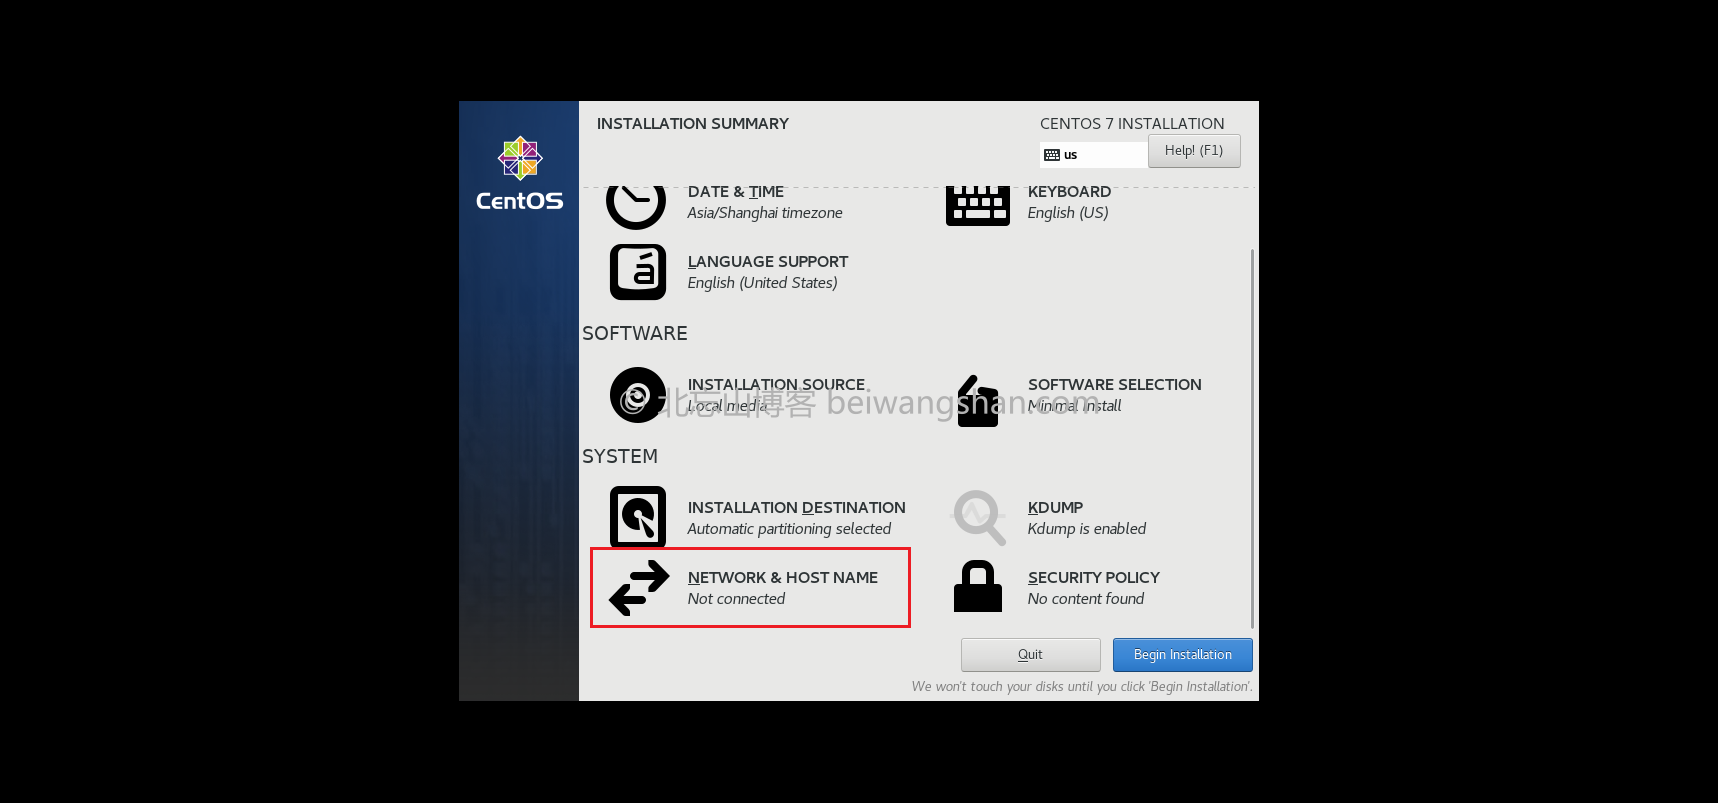 INSTALLATION SUMMARY
CENTOS 7 INSTALLATION
us
Help! (F1)
CentOS
DATE & TIME
Asia/Shanghai timezone
KEYBOARD
English (US)
LANGUAGE SUPPORT
English (United States)
SOFTWARE
INSTALLATION SOURCE
Local media
SOFTWARE SELECTION
Minimal Install
© 北忘山博客 beiwangshan.com
SYSTEM
INSTALLATION DESTINATION
Automatic partitioning selected
KDUMP
Kdump is enabled
NETWORK & HOST NAME
Not connected
SECURITY POLICY
No content found
Quit
Begin Installation
We won't touch your disks until you click 'Begin Installation'.